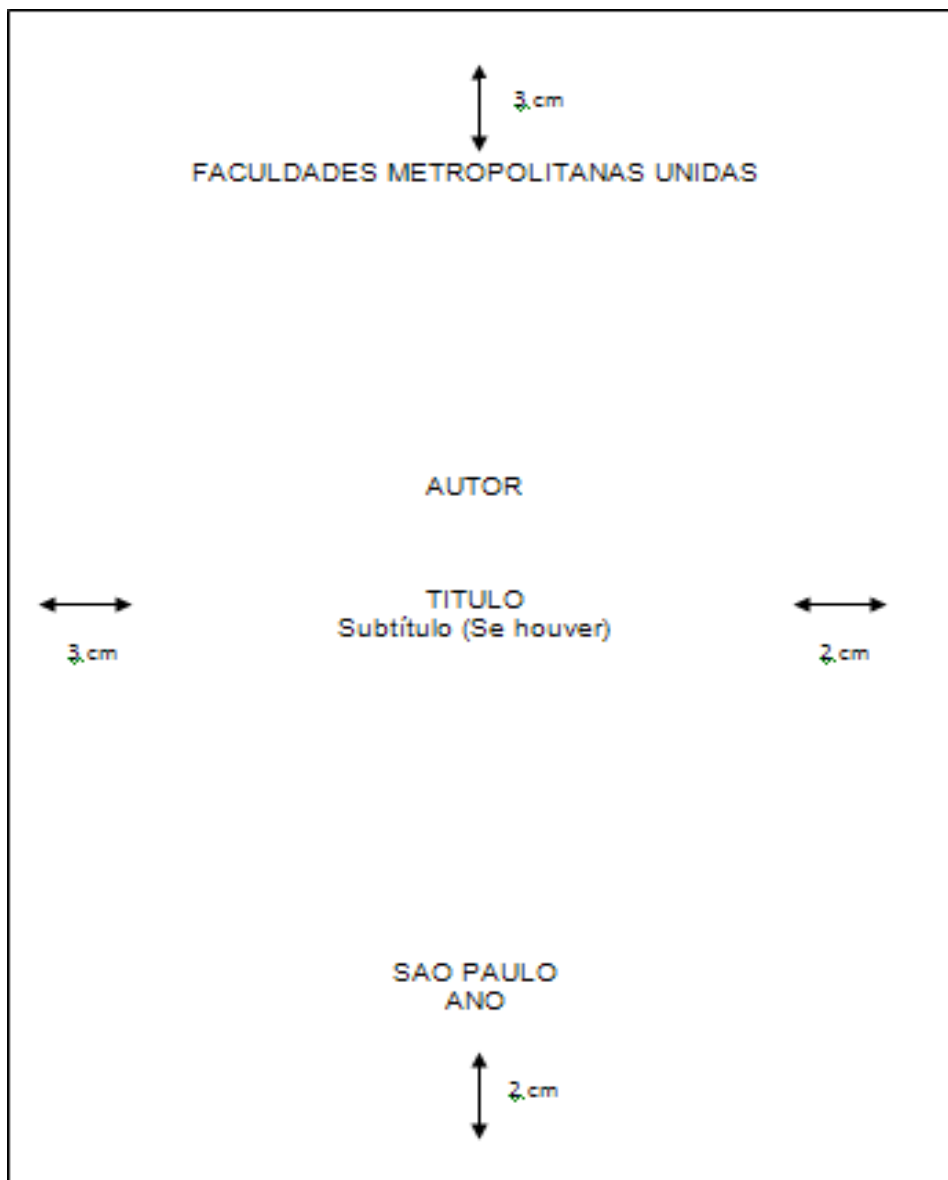 3.cm
FACULDADES METROPOLITANAS UNIDAS
AUTOR
TITULO
Subtítulo (Se houver)
3.cm
2.cm
SAO PAULO
ANO
2.cm